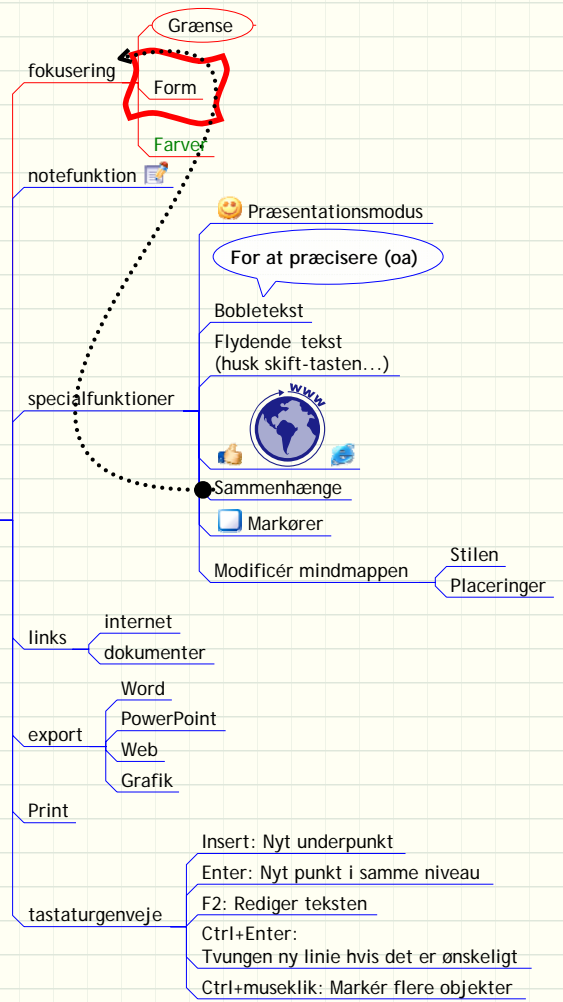 fokusering
Grænse
Form
Farver
notefunktion
specialfunktioner
Præsentationsmodus
For at præcisere (oa)
Bobletekst
Flydende tekst
(husk skift-tasten...)
www
Sammenhænge
Markører
Modificér mindmappen
Stilen
Placeringer
links
internet
dokumenter
export
Word
PowerPoint
Web
Grafik
Print
tastaturgenveje
Insert: Nyt underpunkt
Enter: Nyt punkt i samme niveau
F2: Rediger teksten
Ctrl+Enter:
Tvungen ny linie hvis det er ønskeligt
Ctrl+museklik: Markér flere objekter